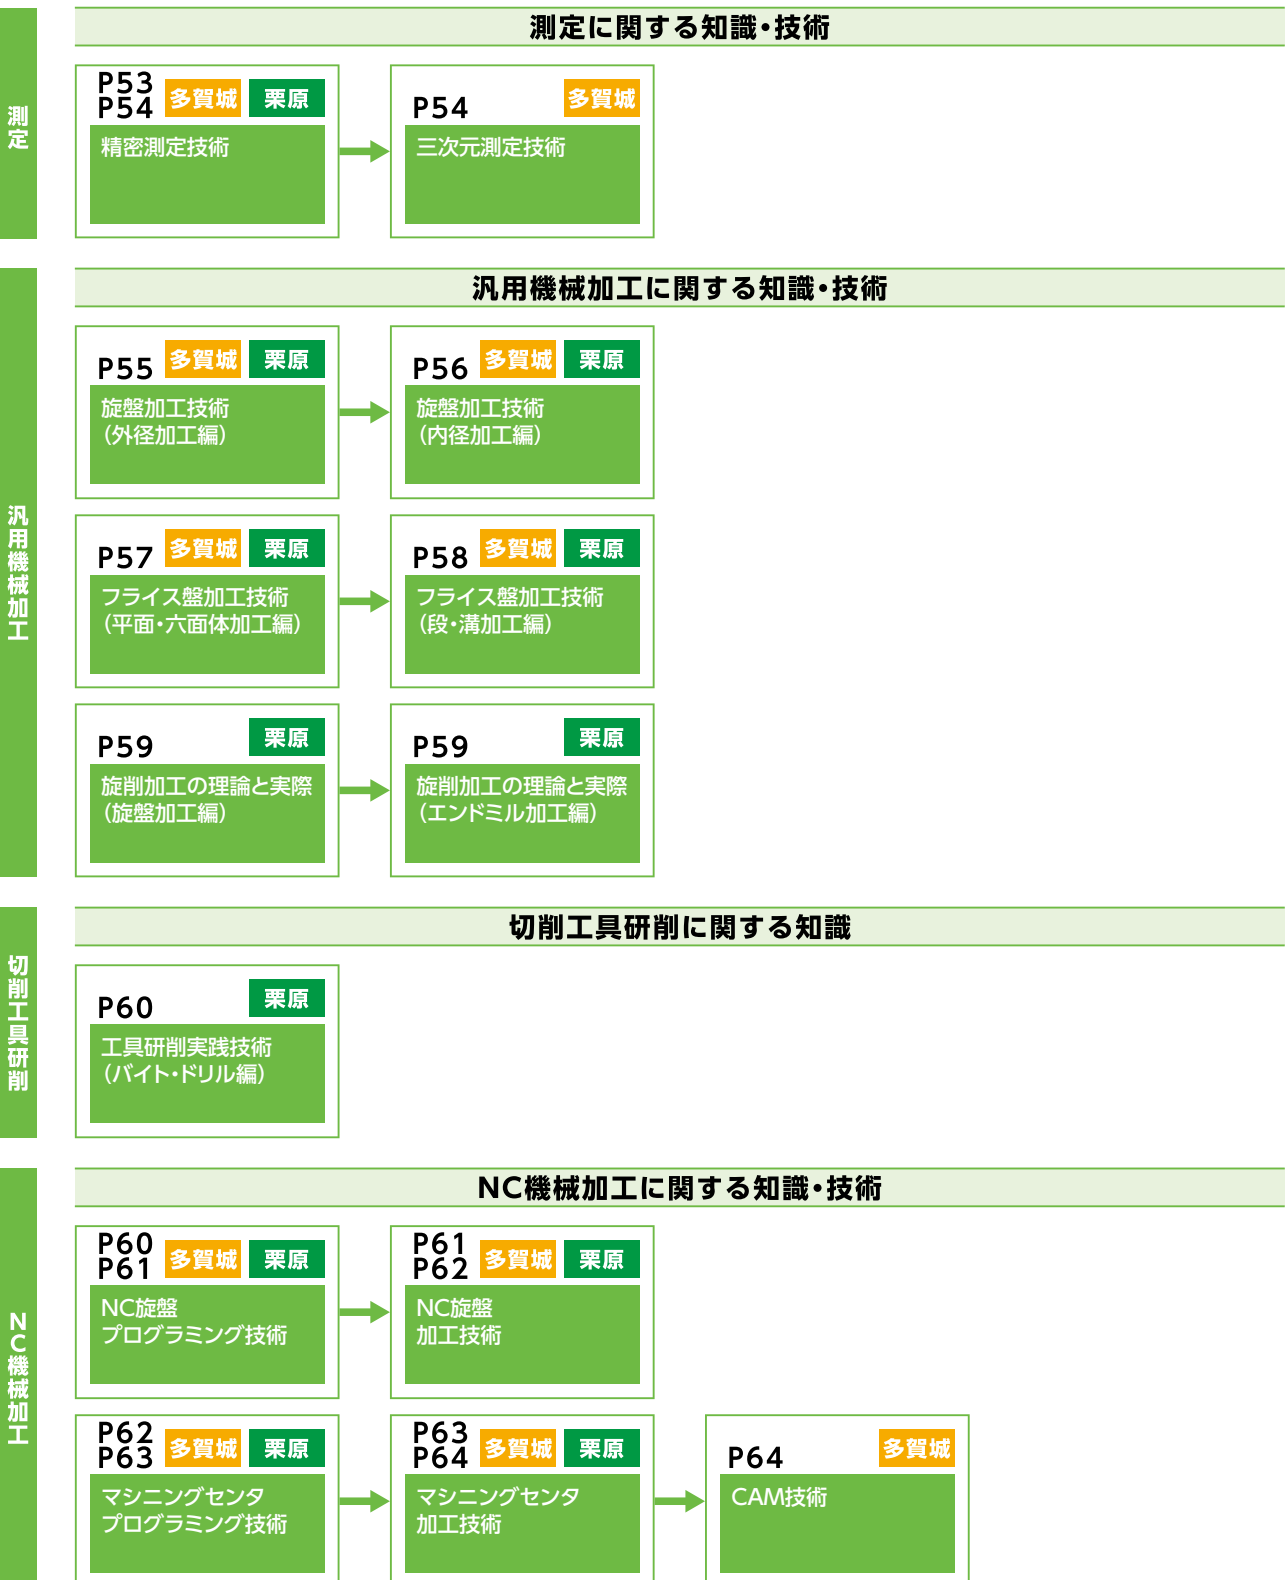 測定
測定に関する知識・技術
P53
P54
多賀城
栗原
精密測定技術
P54
多賀城
三次元測定技術
汎用機械加工
汎用機械加工に関する知識・技術
P55
多賀城
栗原
旋盤加工技術
（外径加工編）
P56
多賀城
栗原
旋盤加工技術
（内径加工編）
P57
多賀城
栗原
フライス盤加工技術
（平面・六面体加工編）
P58
多賀城
栗原
フライス盤加工技術
（段・溝加工編）
P59
栗原
旋削加工の理論と実際
（旋盤加工編）
P59
栗原
旋削加工の理論と実際
（エンドミル加工編）
切削工具研削
切削工具研削に関する知識
P60
栗原
工具研削実践技術
（バイト・ドリル編）
NC機械加工
NC機械加工に関する知識・技術
P60
P61
多賀城
栗原
NC旋盤
プログラミング技術
P61
P62
多賀城
栗原
NC旋盤
加工技術
P62
P63
多賀城
栗原
マシニングセンタ
プログラミング技術
P63
P64
多賀城
栗原
マシニングセンタ
加工技術
P64
多賀城
CAM技術